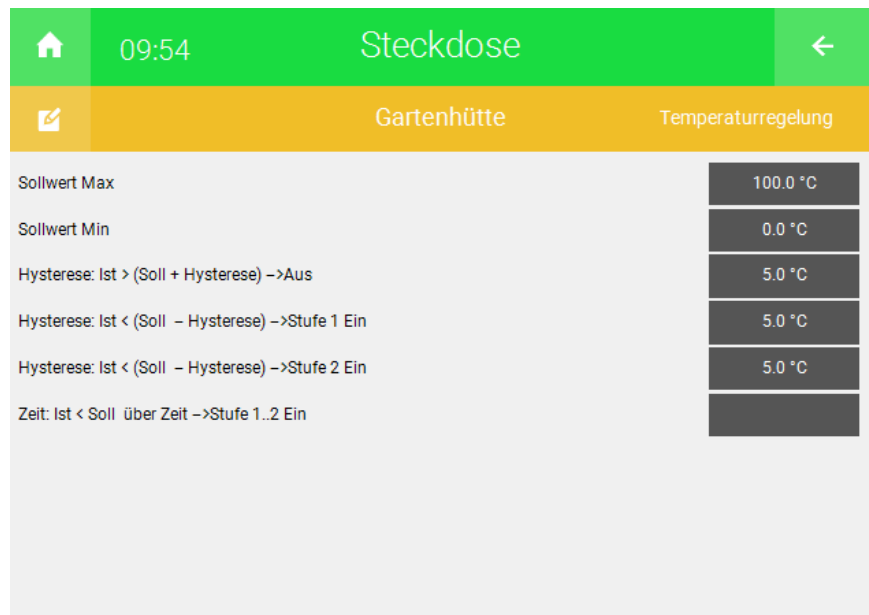 09:54 Steckdose
Gartenhütte Temperaturregelung
Sollwert Max 100.0 °C
Sollwert Min 0.0 °C
Hysterese: Ist > (Soll + Hysterese) –>Aus 5.0 °C
Hysterese: Ist < (Soll – Hysterese) –>Stufe 1 Ein 5.0 °C
Hysterese: Ist < (Soll – Hysterese) –>Stufe 2 Ein 5.0 °C
Zeit: Ist < Soll über Zeit –>Stufe 1..2 Ein